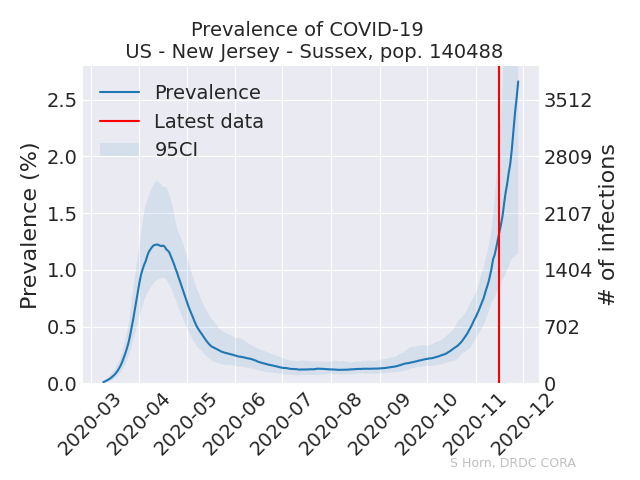 Prevalence of COVID-19
US - New Jersey - Sussex, pop. 140488
Prevalence
Latest data
95CI
Prevalence (%)
2.5
2.0
1.5
1.0
0.5
0.0
3512
2809
2107
1404
702
0
# of infections
2020-03
2020-04
2020-05
2020-06
2020-07
2020-08
2020-09
2020-10
2020-11
2020-12
S Horn, DRDC CORA